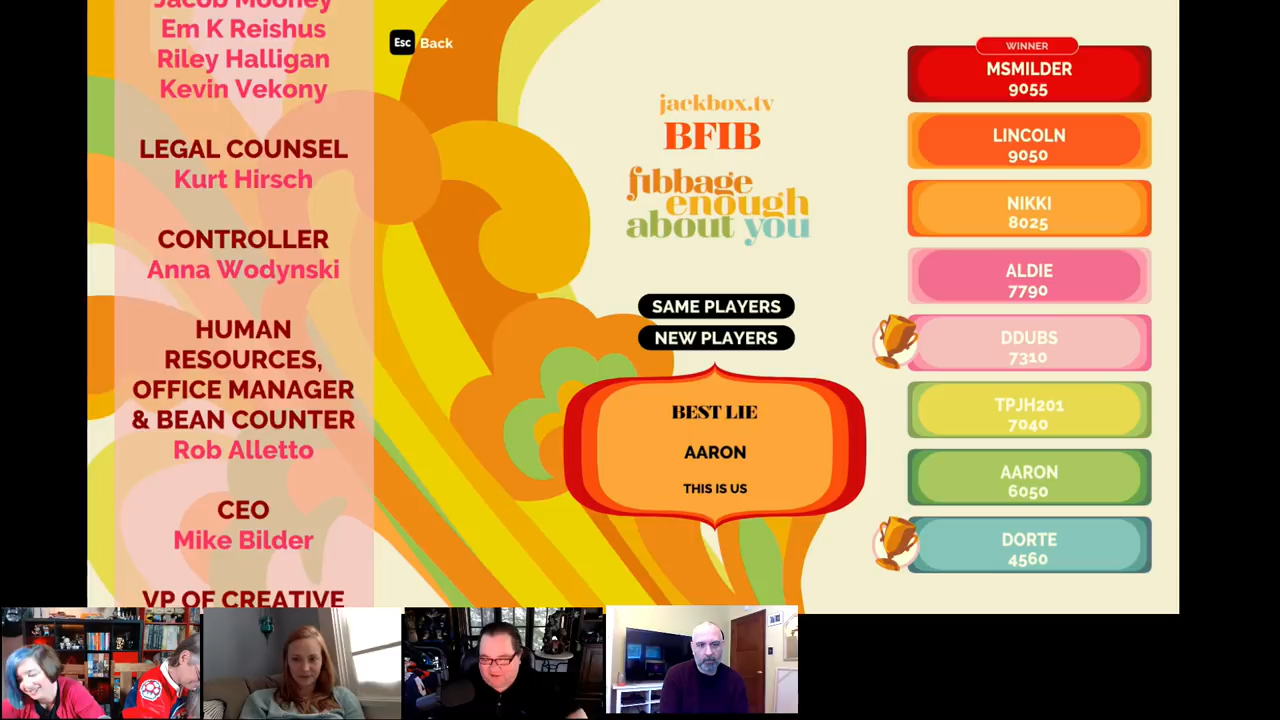 Jacob Mooney
Em K Reishus
Riley Halligan
Kevin Vekony
LEGAL COUNSEL
Kurt Hirsch
CONTROLLER
Anna Wodynski
HUMAN
RESOURCES,
OFFICE MANAGER
& BEAN COUNTER
Rob Alletto
CEO
Mike Bilder
VP OF CREATIVE
Esc Back
jackbox.tv
BFIB
fibbage
enough
about you
SAME PLAYERS
NEW PLAYERS
BEST LIE
AARON
THIS IS US
WINNER
MSMILDER
9055
LINCOLN
9050
NIKKI
8025
ALDIE
7790
DDUBS
7310
TPJH201
7040
AARON
6050
DORTE
4560